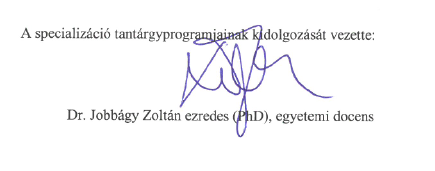 A specializáció tantárgyprogramjainak kidolgozását vezette:
Dr. Jobbágy Zoltán ezredes (PhD), egyetemi docens